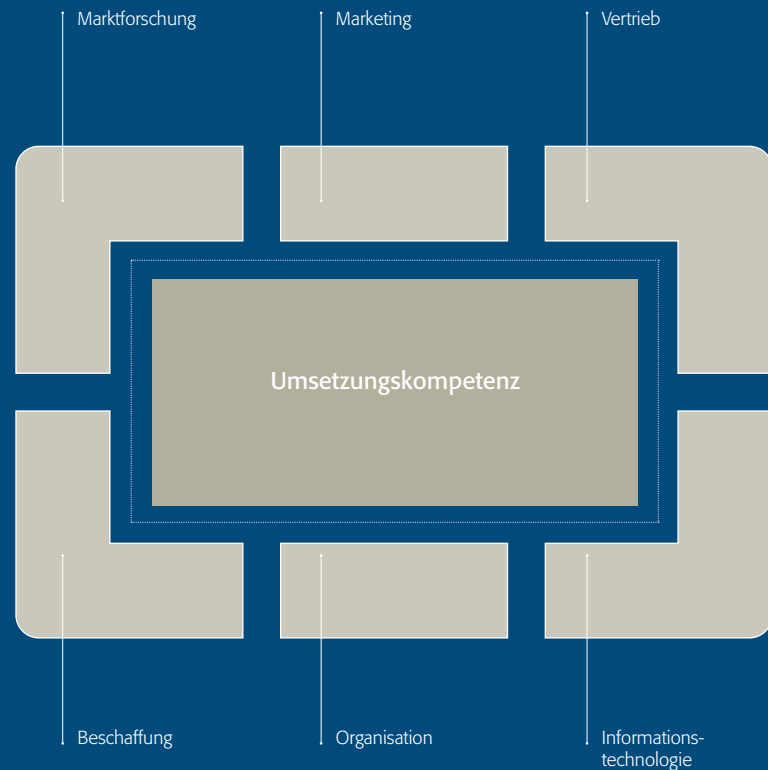 Marktforschung
Marketing
Vertrieb
Umsetzungskompetenz
Beschaffung
Organisation
Informations-
technologie